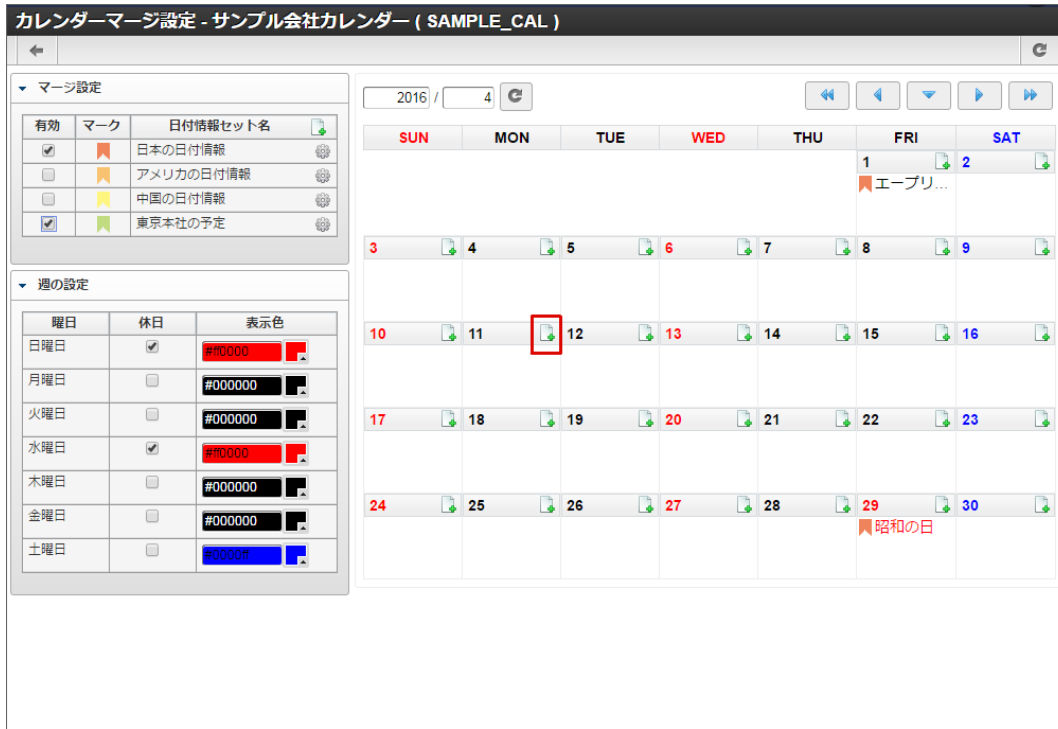 カレンダーマージ設定 - サンプル会社カレンダー ( SAMPLE_CAL )
マージ設定
有効 マーク 日付情報セット名
日本の日付情報
アメリカの日付情報
中国の日付情報
東京本社の予定
週の設定
曜日 休日 表示色
日曜日 #ff0000
月曜日 #000000
火曜日 #000000
水曜日 #ff0000
木曜日 #000000
金曜日 #000000
土曜日 #0000ff
2016 / 4
SUN MON TUE WED THU FRI SAT
1 2
エープリ...
3 4 5 6 7 8 9
10 11 12 13 14 15 16
17 18 19 20 21 22 23
24 25 26 27 28 29 30
昭和の日